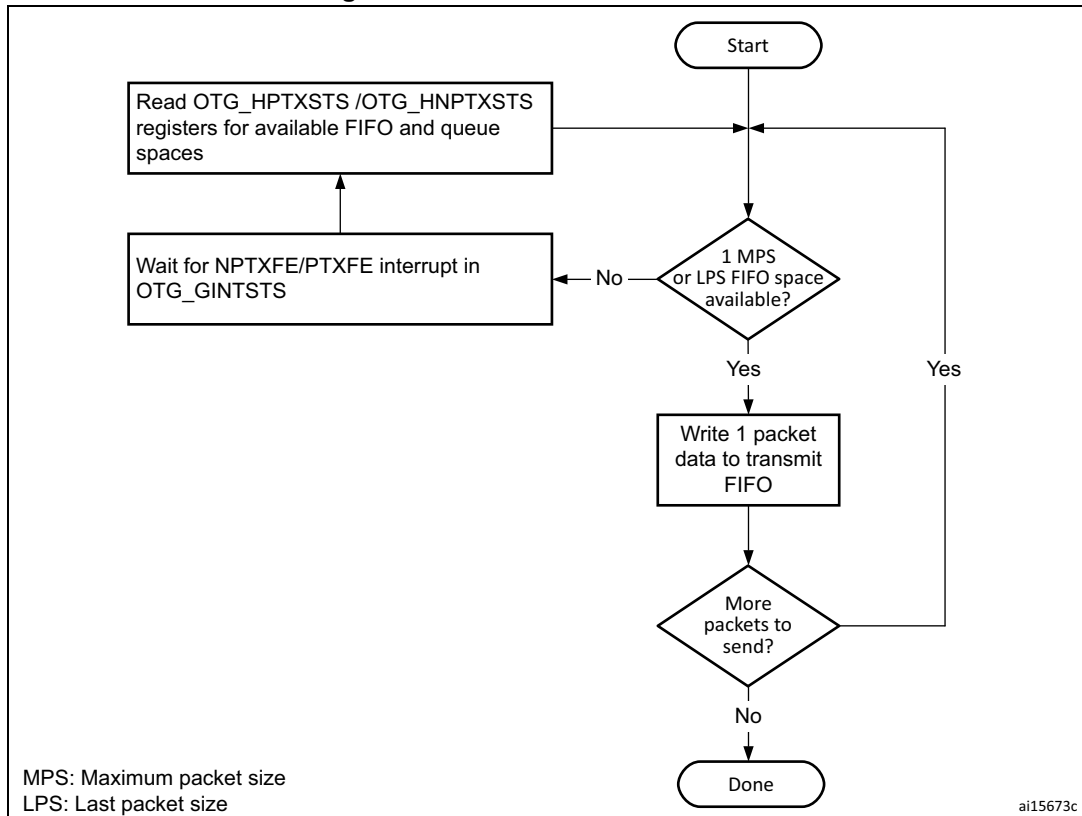 Start
Read OTG_HPTXSTS /OTG_HNPTXSTS
registers for available FIFO and queue
spaces
1 MPS
or LPS FIFO space
available?
No
Wait for NPTXFE/PTXFE interrupt in
OTG_GINTSTS
Yes
Yes
Write 1 packet
data to transmit
FIFO
More
packets to
send?
No
Done
MPS: Maximum packet size
LPS: Last packet size
ai15673c